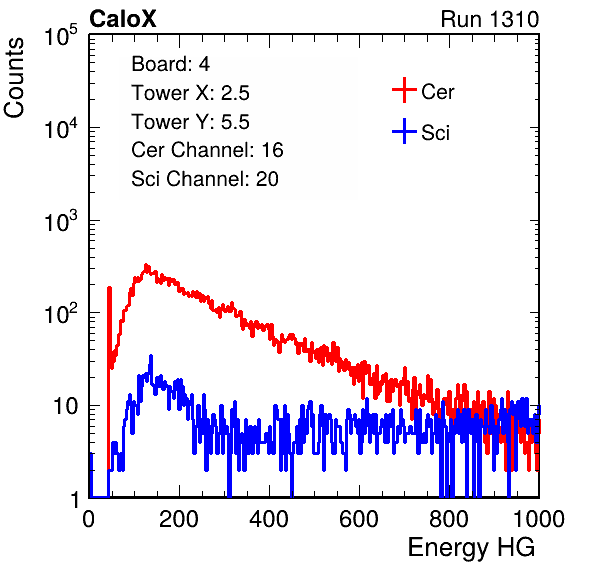 CaloX Run 1310
Counts
10^5
Board: 4
Tower X: 2.5
Tower Y: 5.5
Cer Channel: 16
Sci Channel: 20
Cer
Sci
10^4
10^3
10^2
10
1
0 200 400 600 800 1000
Energy HG